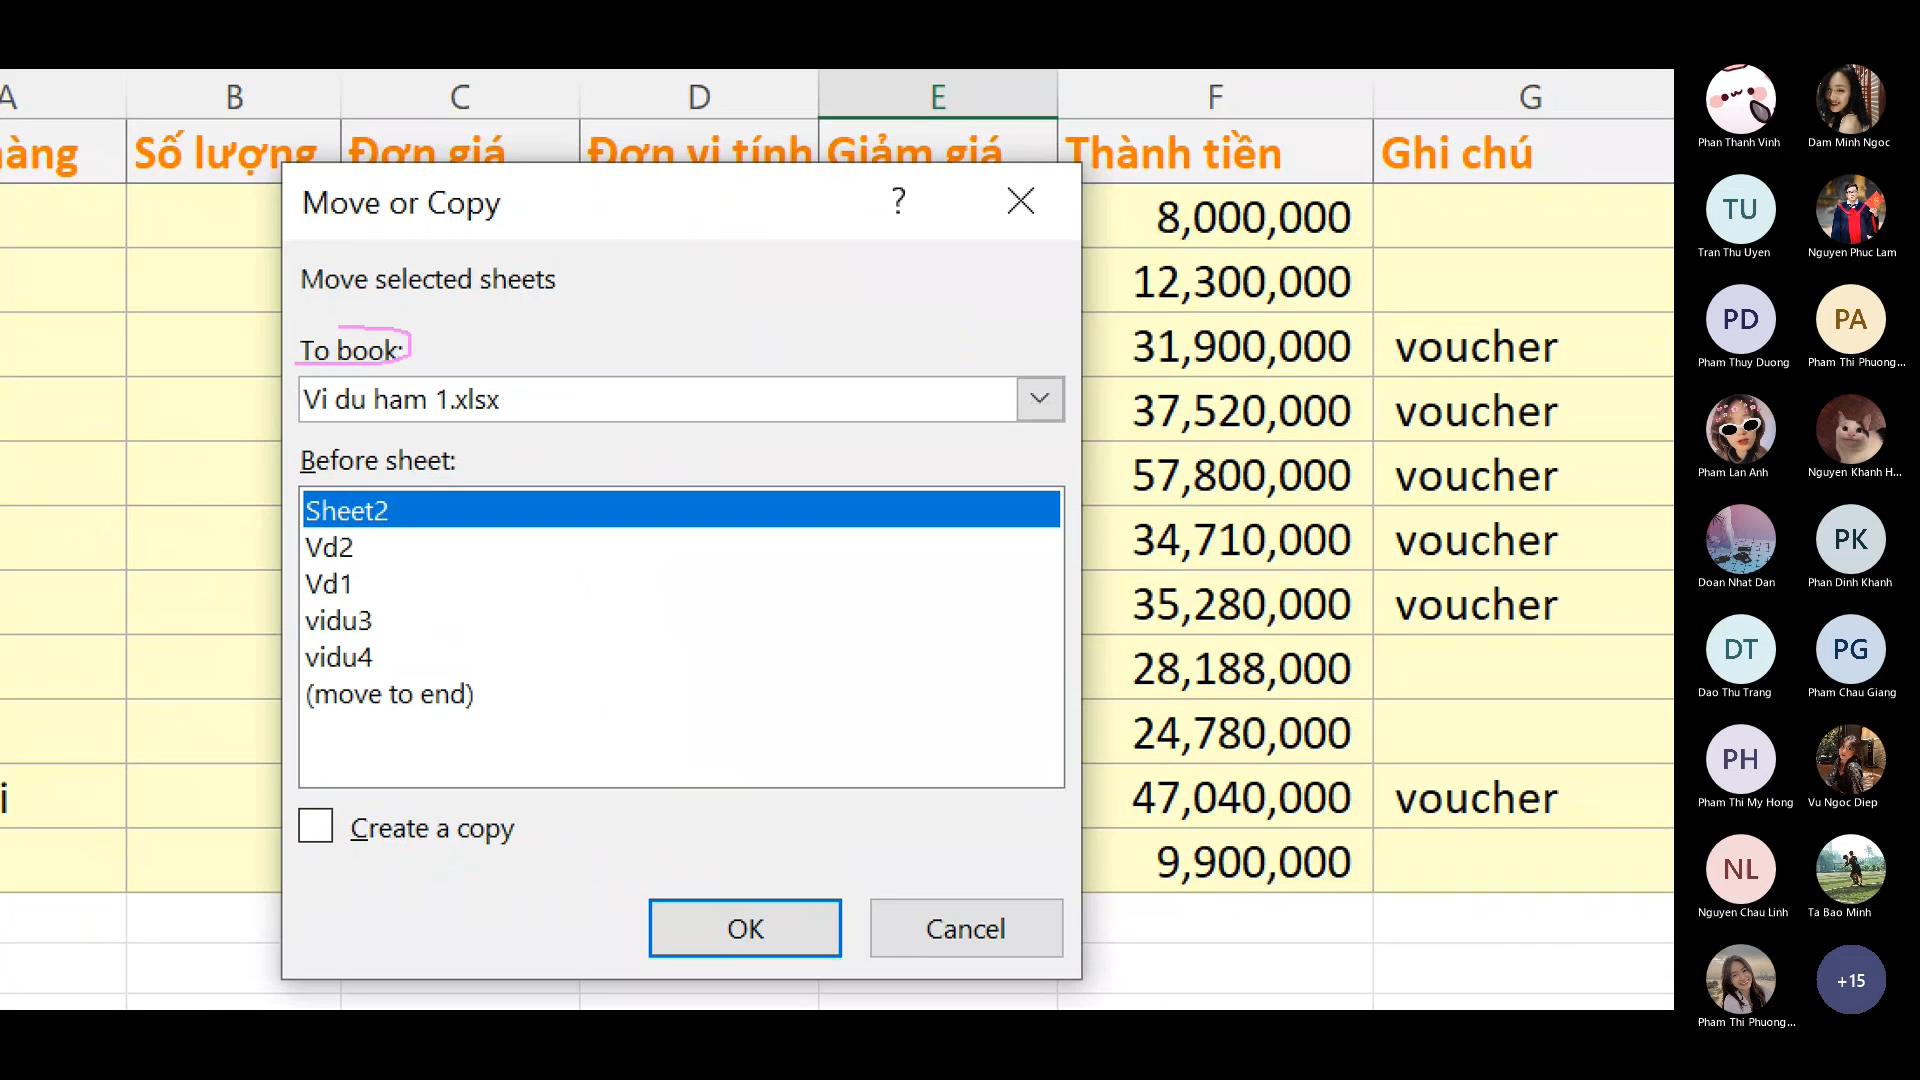 A B C D E F G
àng Số lượng Đơn giá Đơn vị tính Giảm giá Thành tiền Ghi chú
Move or Copy ?
Move selected sheets
To book:
Vi du ham 1.xlsx
Before sheet:
Sheet2
Vd2
Vd1
vidu3
vidu4
(move to end)
Create a copy
OK Cancel
8,000,000
12,300,000
31,900,000 voucher
37,520,000 voucher
57,800,000 voucher
34,710,000 voucher
35,280,000 voucher
28,188,000
24,780,000
i 47,040,000 voucher
9,900,000
Phan Thanh Vinh Dam Minh Ngoc
TU
Tran Thu Uyen Nguyen Phuc Lam
PD PA
Pham Thuy Duong Pham Thi Phuong...
Pham Lan Anh Nguyen Khanh H...
PK
Doan Nhat Dan Phan Dinh Khanh
DT PG
Dao Thu Trang Pham Chau Giang
PH
Pham Thi My Hong Vu Ngoc Diep
NL
Nguyen Chau Linh Ta Bao Minh
+15
Pham Thi Phuong...